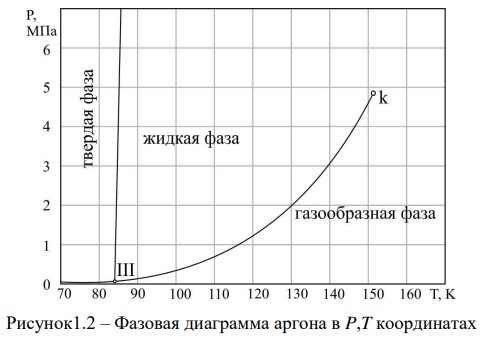 P,
МПа
6
5
4
3
2
1
0
твердая фаза
жидкая фаза
k
газообразная фаза
III
70 80 90 100 110 120 130 140 150 160 T, K
Рисунок1.2 – Фазовая диаграмма аргона в P,T координатах